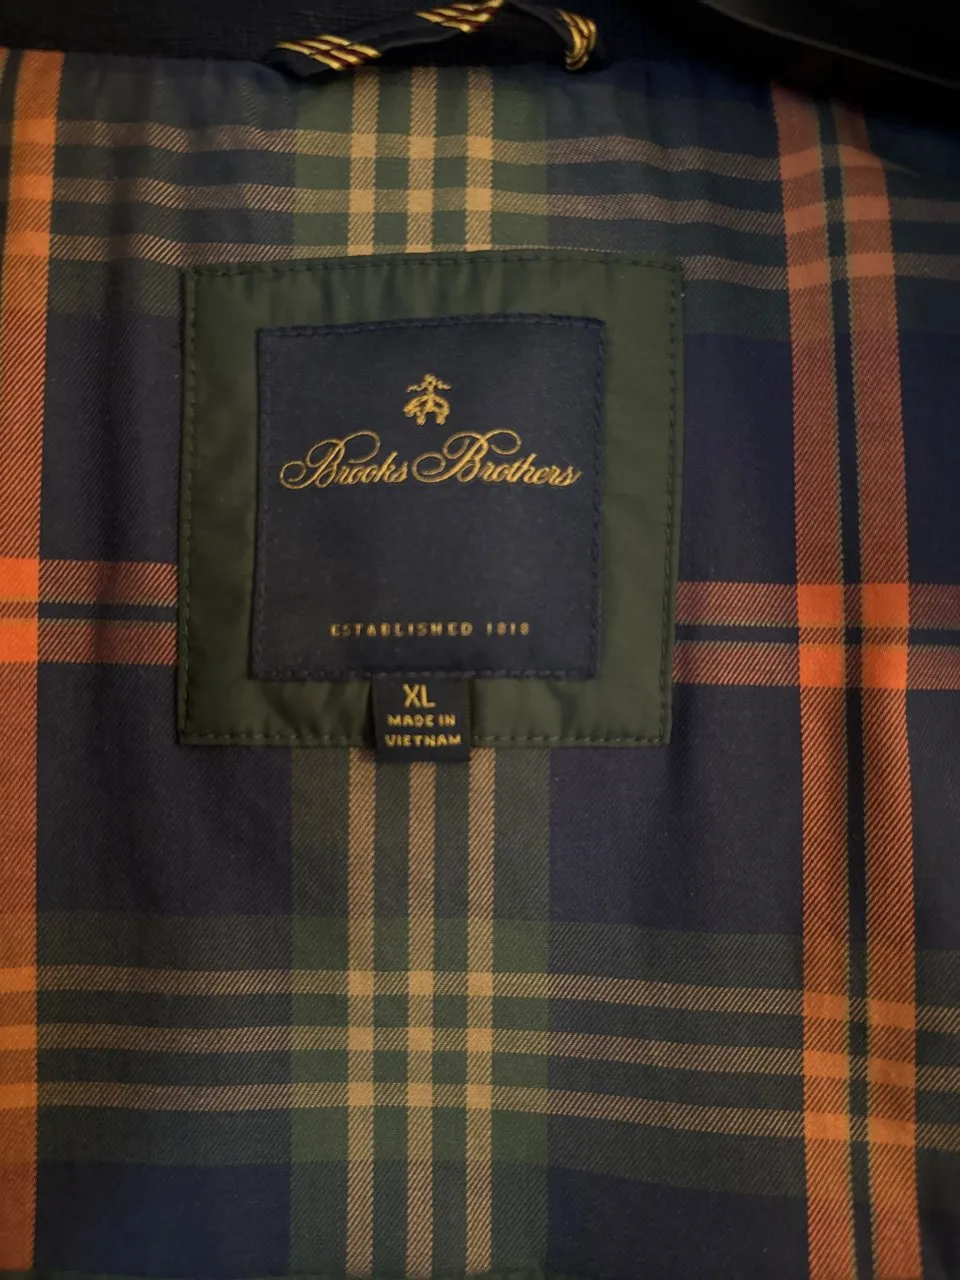 Brooks Brothers
ESTABLISHED 1818
XL
MADE IN
VIETNAM